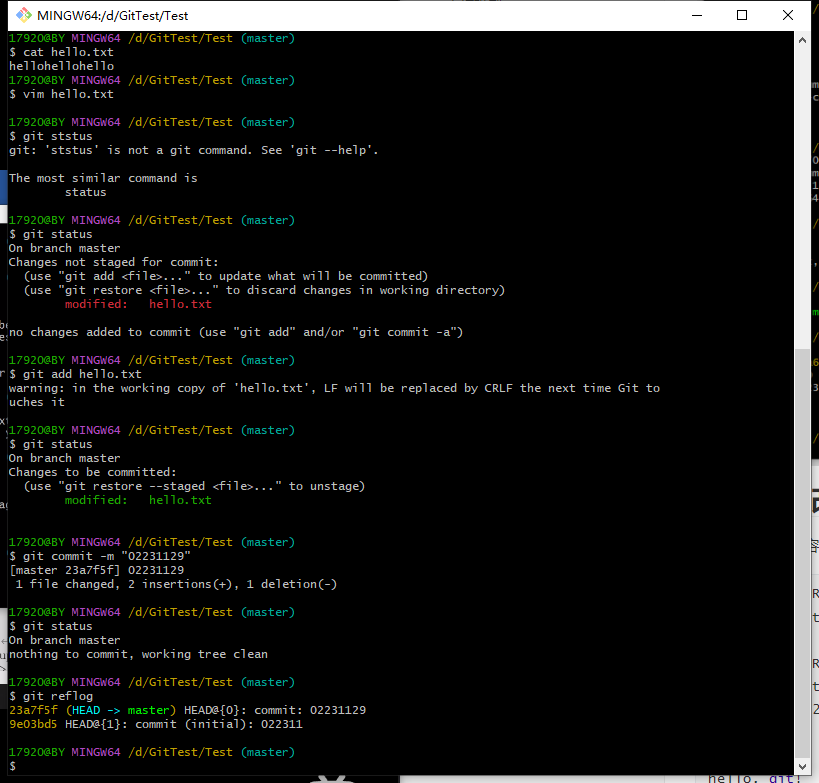 MINGW64:/d/GitTest/Test
17920@BY MINGW64 /d/GitTest/Test (master)
$ cat hello.txt
hellohellohello
17920@BY MINGW64 /d/GitTest/Test (master)
$ vim hello.txt
17920@BY MINGW64 /d/GitTest/Test (master)
$ git ststus
git: 'ststus' is not a git command. See 'git --help'.
The most similar command is
status
17920@BY MINGW64 /d/GitTest/Test (master)
$ git status
On branch master
Changes not staged for commit:
(use "git add <file>..." to update what will be committed)
(use "git restore <file>..." to discard changes in working directory)
modified:   hello.txt
no changes added to commit (use "git add" and/or "git commit -a")
17920@BY MINGW64 /d/GitTest/Test (master)
$ git add hello.txt
warning: in the working copy of 'hello.txt', LF will be replaced by CRLF the next time Git to
uches it
17920@BY MINGW64 /d/GitTest/Test (master)
$ git status
On branch master
Changes to be committed:
(use "git restore --staged <file>..." to unstage)
modified:   hello.txt
17920@BY MINGW64 /d/GitTest/Test (master)
$ git commit -m "02231129"
[master 23a7f5f] 02231129
1 file changed, 2 insertions(+), 1 deletion(-)
17920@BY MINGW64 /d/GitTest/Test (master)
$ git status
On branch master
nothing to commit, working tree clean
17920@BY MINGW64 /d/GitTest/Test (master)
$ git reflog
23a7f5f (HEAD -> master) HEAD@{0}: commit: 02231129
9e03bd5 HEAD@{1}: commit (initial): 022311
17920@BY MINGW64 /d/GitTest/Test (master)
$
hello, git!